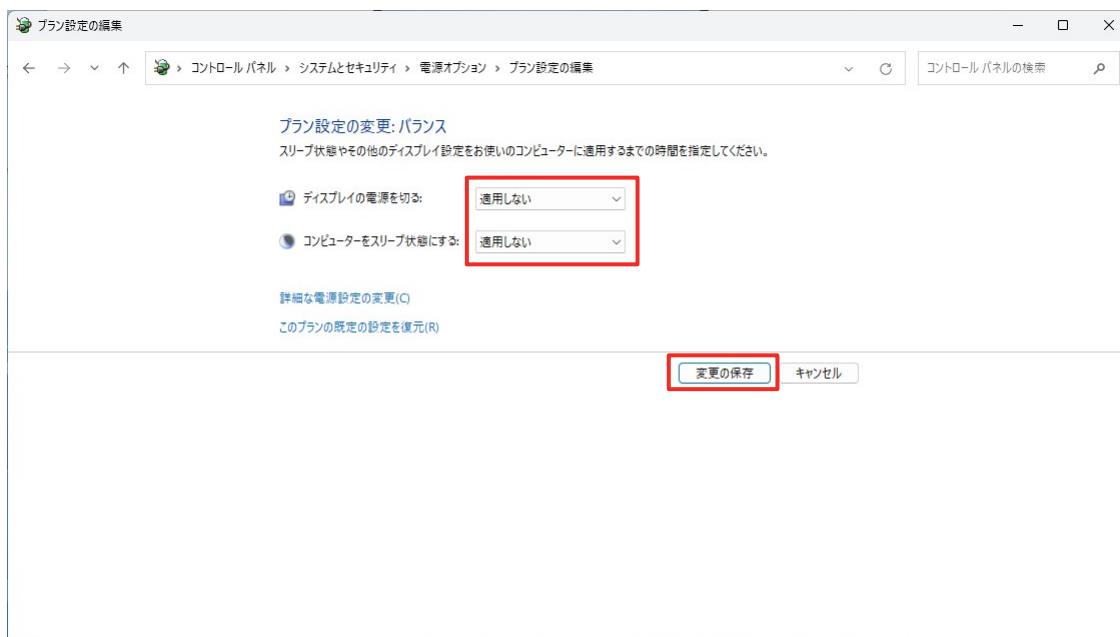 プラン設定の編集
コントロール パネル › システムとセキュリティ › 電源オプション › プラン設定の編集
コントロール パネルの検索
プラン設定の変更: バランス
スリープ状態やその他のディスプレイ設定をお使いのコンピューターに適用するまでの時間を指定してください。
ディスプレイの電源を切る: 適用しない
コンピューターをスリープ状態にする: 適用しない
詳細な電源設定の変更(C)
このプランの既定の設定を復元(R)
変更の保存 キャンセル